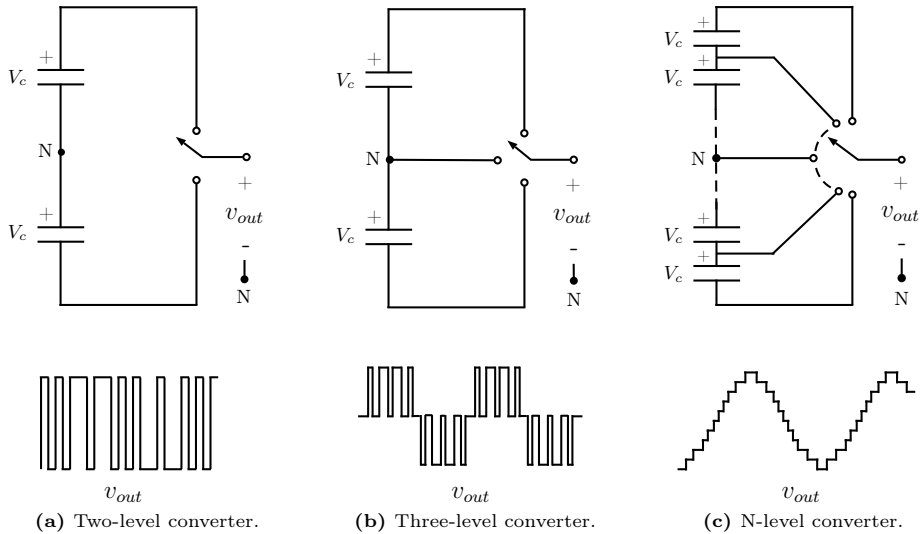 +
V_c
N
+
V_c
+
v_out
-
N
+
V_c
N
+
V_c
+
v_out
-
N
+
V_c
+
V_c
N
+
V_c
+
V_c
+
v_out
-
N
v_out
(a) Two-level converter.
v_out
(b) Three-level converter.
v_out
(c) N-level converter.